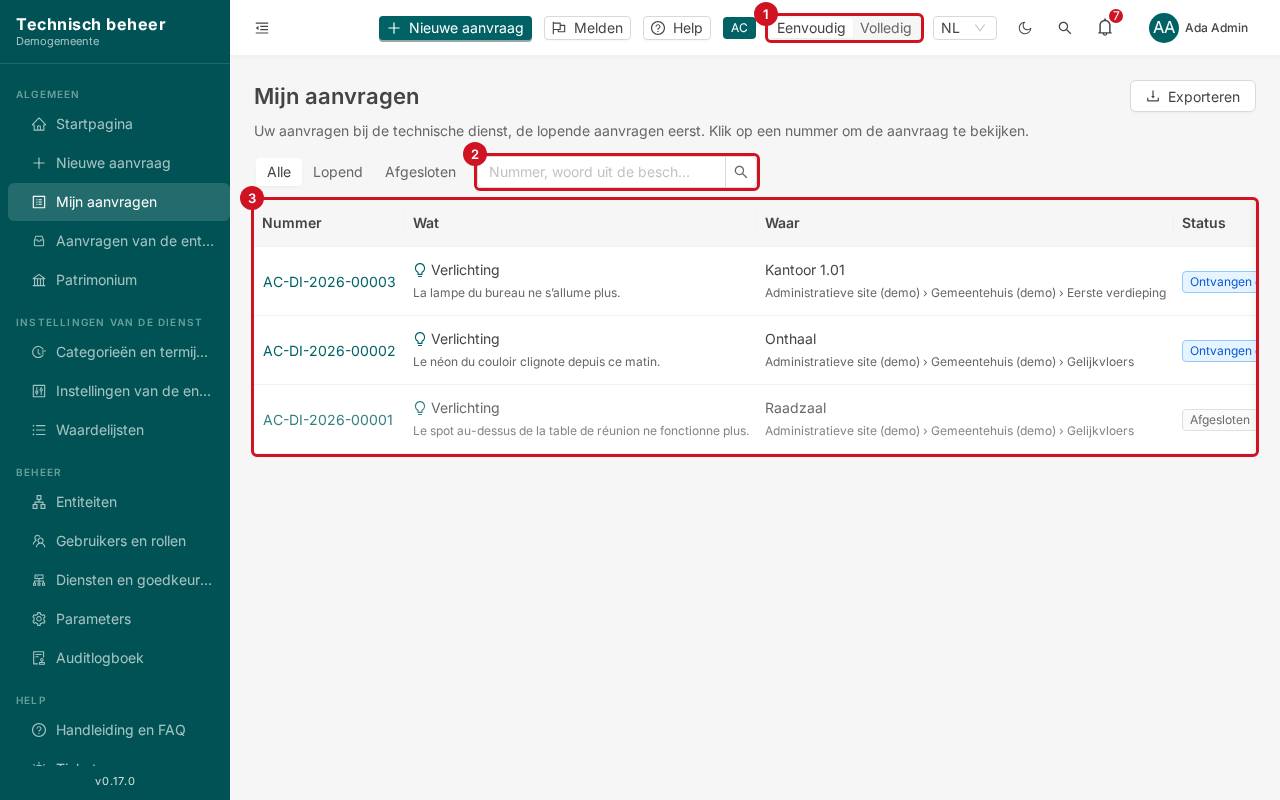 Technisch beheer
Demogemeente
ALGEMEEN
Startpagina
Nieuwe aanvraag
Mijn aanvragen
Aanvragen van de ent...
Patrimonium
INSTELLINGEN VAN DE DIENST
Categorieën en termij...
Instellingen van de en...
Waardelijsten
BEHEER
Entiteiten
Gebruikers en rollen
Diensten en goedkeur...
Parameters
Auditlogboek
HELP
Handleiding en FAQ
v0.17.0
Nieuwe aanvraag
Melden
Help
AC
1
Eenvoudig
Volledig
NL
7
AA
Ada Admin
Mijn aanvragen
Exporteren
Uw aanvragen bij de technische dienst, de lopende aanvragen eerst. Klik op een nummer om de aanvraag te bekijken.
Alle
Lopend
Afgesloten
2
Nummer, woord uit de besch...
3
Nummer
Wat
Waar
Status
AC-DI-2026-00003
Verlichting
La lampe du bureau ne s’allume plus.
Kantoor 1.01
Administratieve site (demo) › Gemeentehuis (demo) › Eerste verdieping
Ontvangen
AC-DI-2026-00002
Verlichting
Le néon du couloir clignote depuis ce matin.
Onthaal
Administratieve site (demo) › Gemeentehuis (demo) › Gelijkvloers
Ontvangen
AC-DI-2026-00001
Verlichting
Le spot au-dessus de la table de réunion ne fonctionne plus.
Raadzaal
Administratieve site (demo) › Gemeentehuis (demo) › Gelijkvloers
Afgesloten